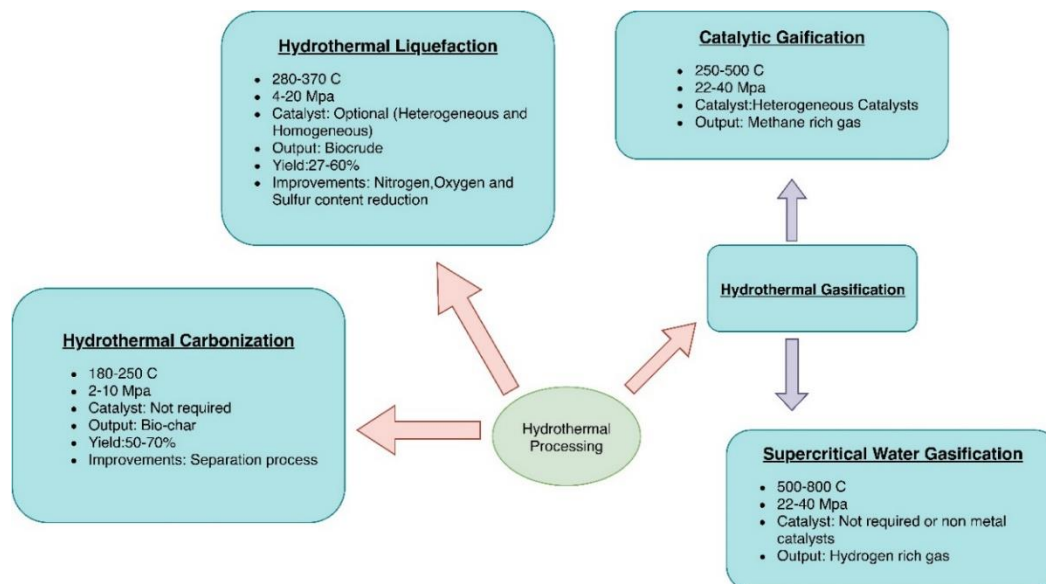 Hydrothermal Liquefaction
• 280-370 C
• 4-20 Mpa
• Catalyst: Optional (Heterogeneous and
Homogeneous)
• Output: Biocrude
• Yield:27-60%
• Improvements: Nitrogen,Oxygen and
Sulfur content reduction
Catalytic Gaification
• 250-500 C
• 22-40 Mpa
• Catalyst:Heterogeneous Catalysts
• Output: Methane rich gas
Hydrothermal Gasification
Hydrothermal Carbonization
• 180-250 C
• 2-10 Mpa
• Catalyst: Not required
• Output: Bio-char
• Yield:50-70%
• Improvements: Separation process
Hydrothermal
Processing
Supercritical Water Gasification
• 500-800 C
• 22-40 Mpa
• Catalyst: Not required or non metal
catalysts
• Output: Hydrogen rich gas